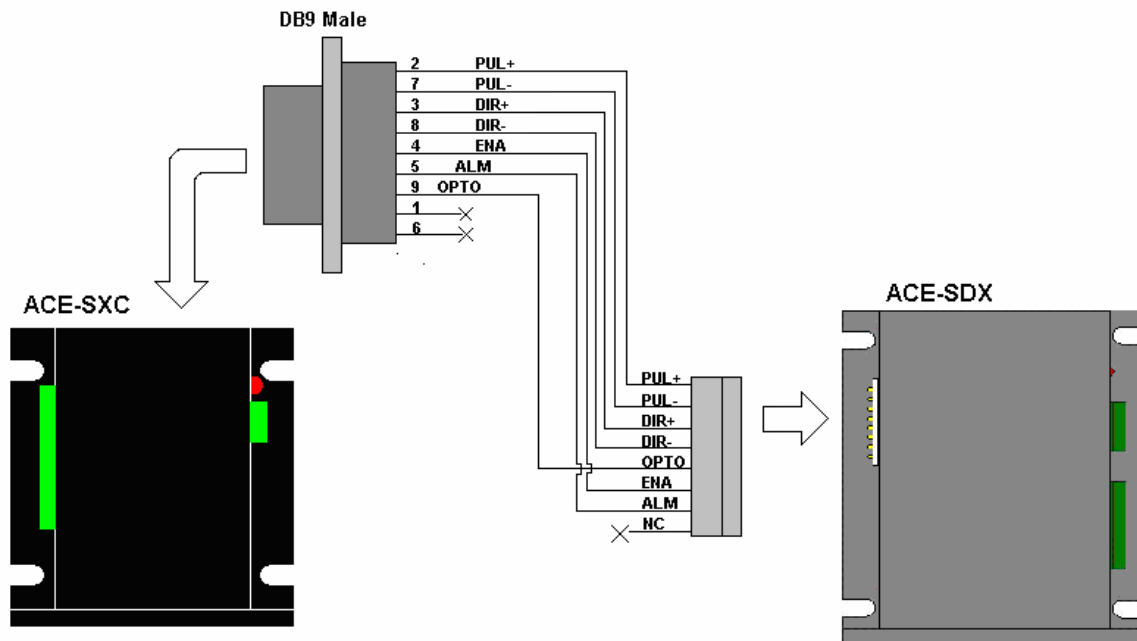 DB9 Male
2 PUL+
7 PUL-
3 DIR+
8 DIR-
4 ENA
5 ALM
9 OPTO
1
6
ACE-SXC
ACE-SDX
PUL+
PUL-
DIR+
DIR-
OPTO
ENA
ALM
NC